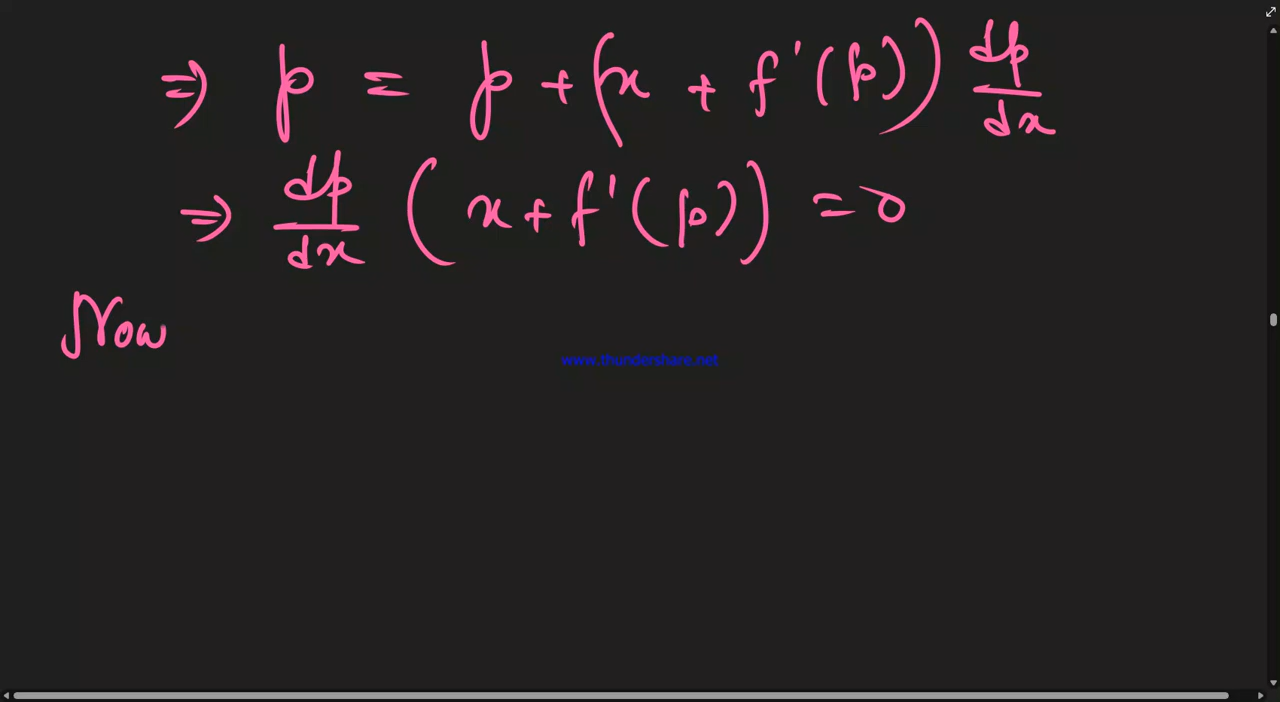 ⇒ p = p + (x + f'(p)) dp/dx
⇒ dp/dx (x + f'(p)) = 0
Now
www.thundershare.net